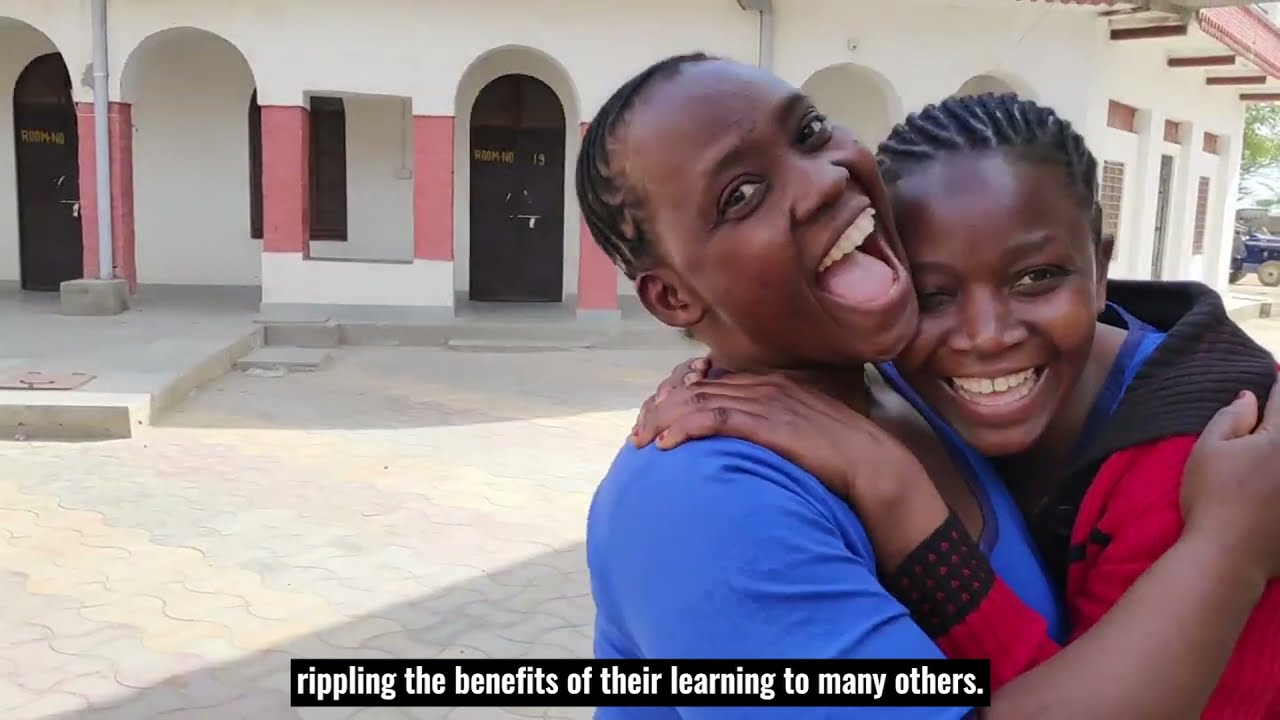 ROOM-NO
ROOM-NO 19
rippling the benefits of their learning to many others.